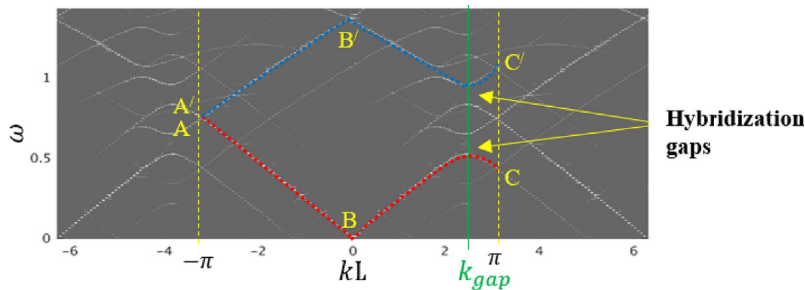 B/
C/
1
A/
A
Hybridization
gaps
ω
0.5
B
C
0
-6
-4
-2
0
2
4
6
−π
kL
k_gap
π